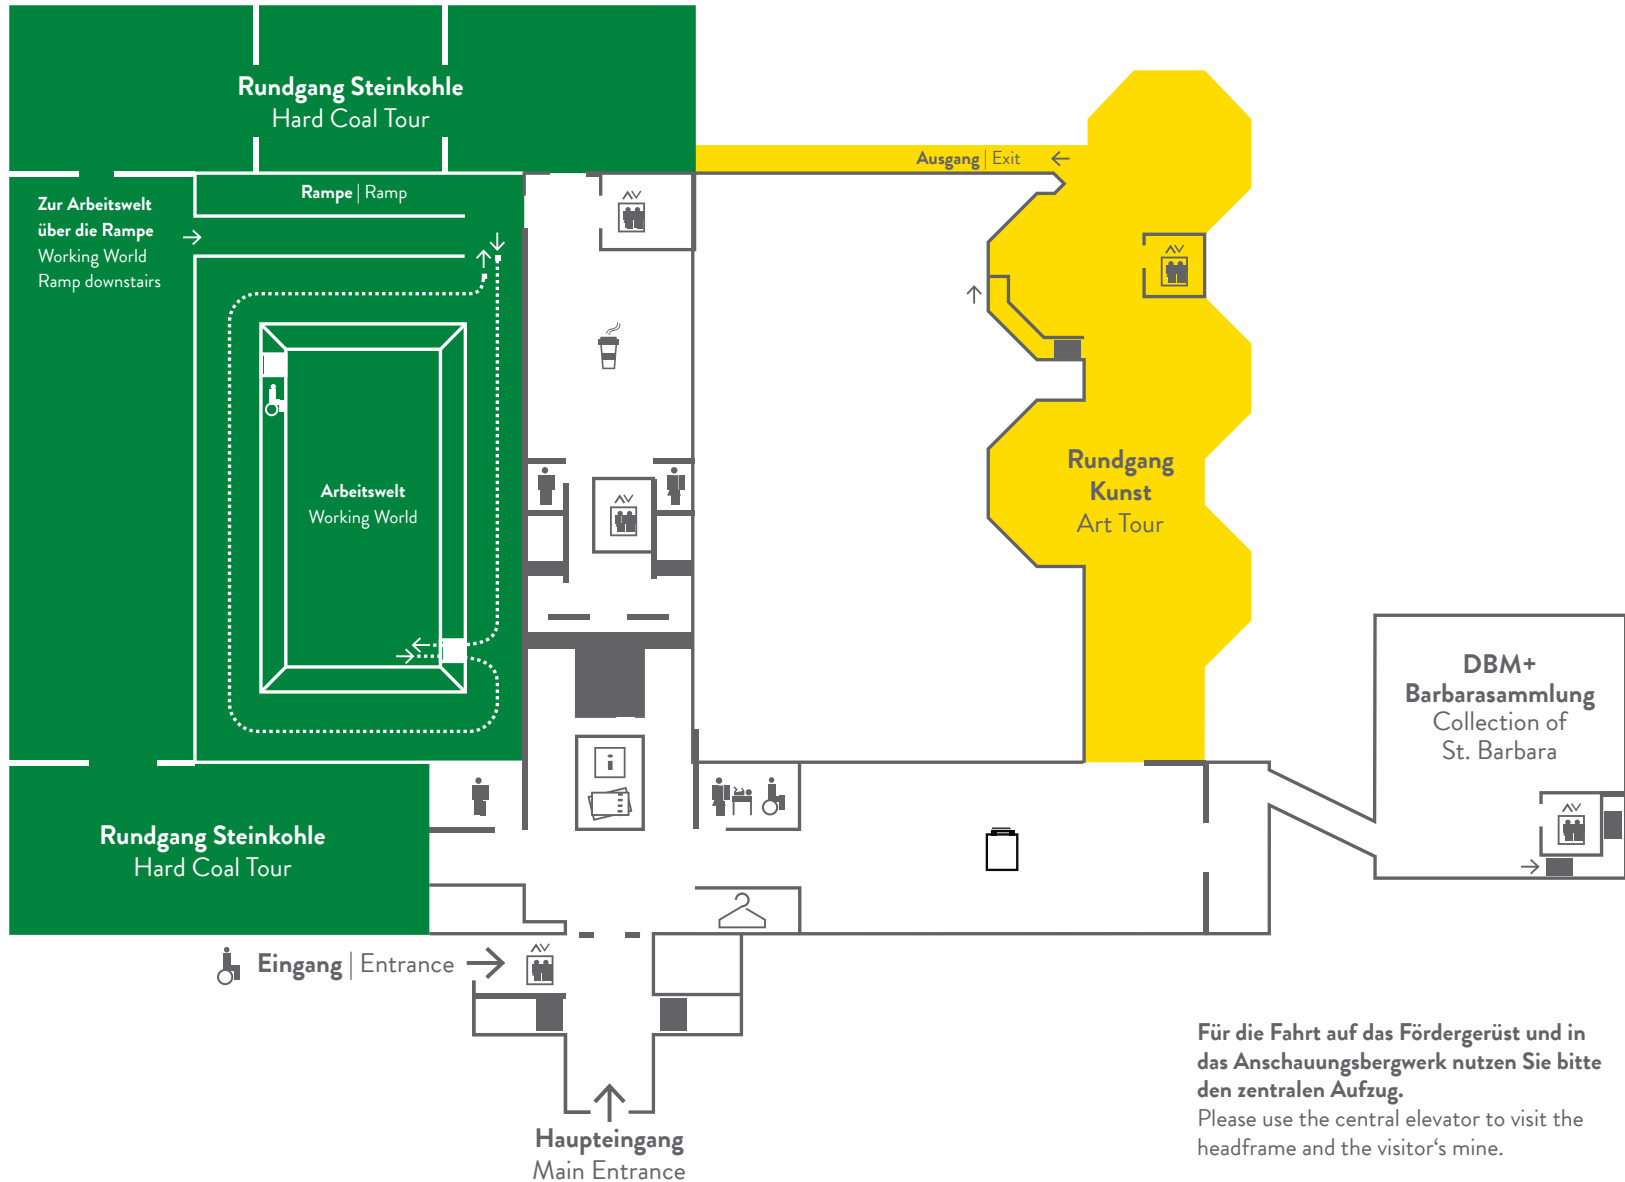 Rundgang Steinkohle
Hard Coal Tour
Ausgang | Exit
Zur Arbeitswelt
über die Rampe
Working World
Ramp downstairs
Rampe | Ramp
Arbeitswelt
Working World
Rundgang
Kunst
Art Tour
DBM+
Barbarasammlung
Collection of
St. Barbara
i
Rundgang Steinkohle
Hard Coal Tour
Eingang | Entrance
Haupteingang
Main Entrance
Für die Fahrt auf das Fördergerüst und in
das Anschauungsbergwerk nutzen Sie bitte
den zentralen Aufzug.
Please use the central elevator to visit the
headframe and the visitor‘s mine.